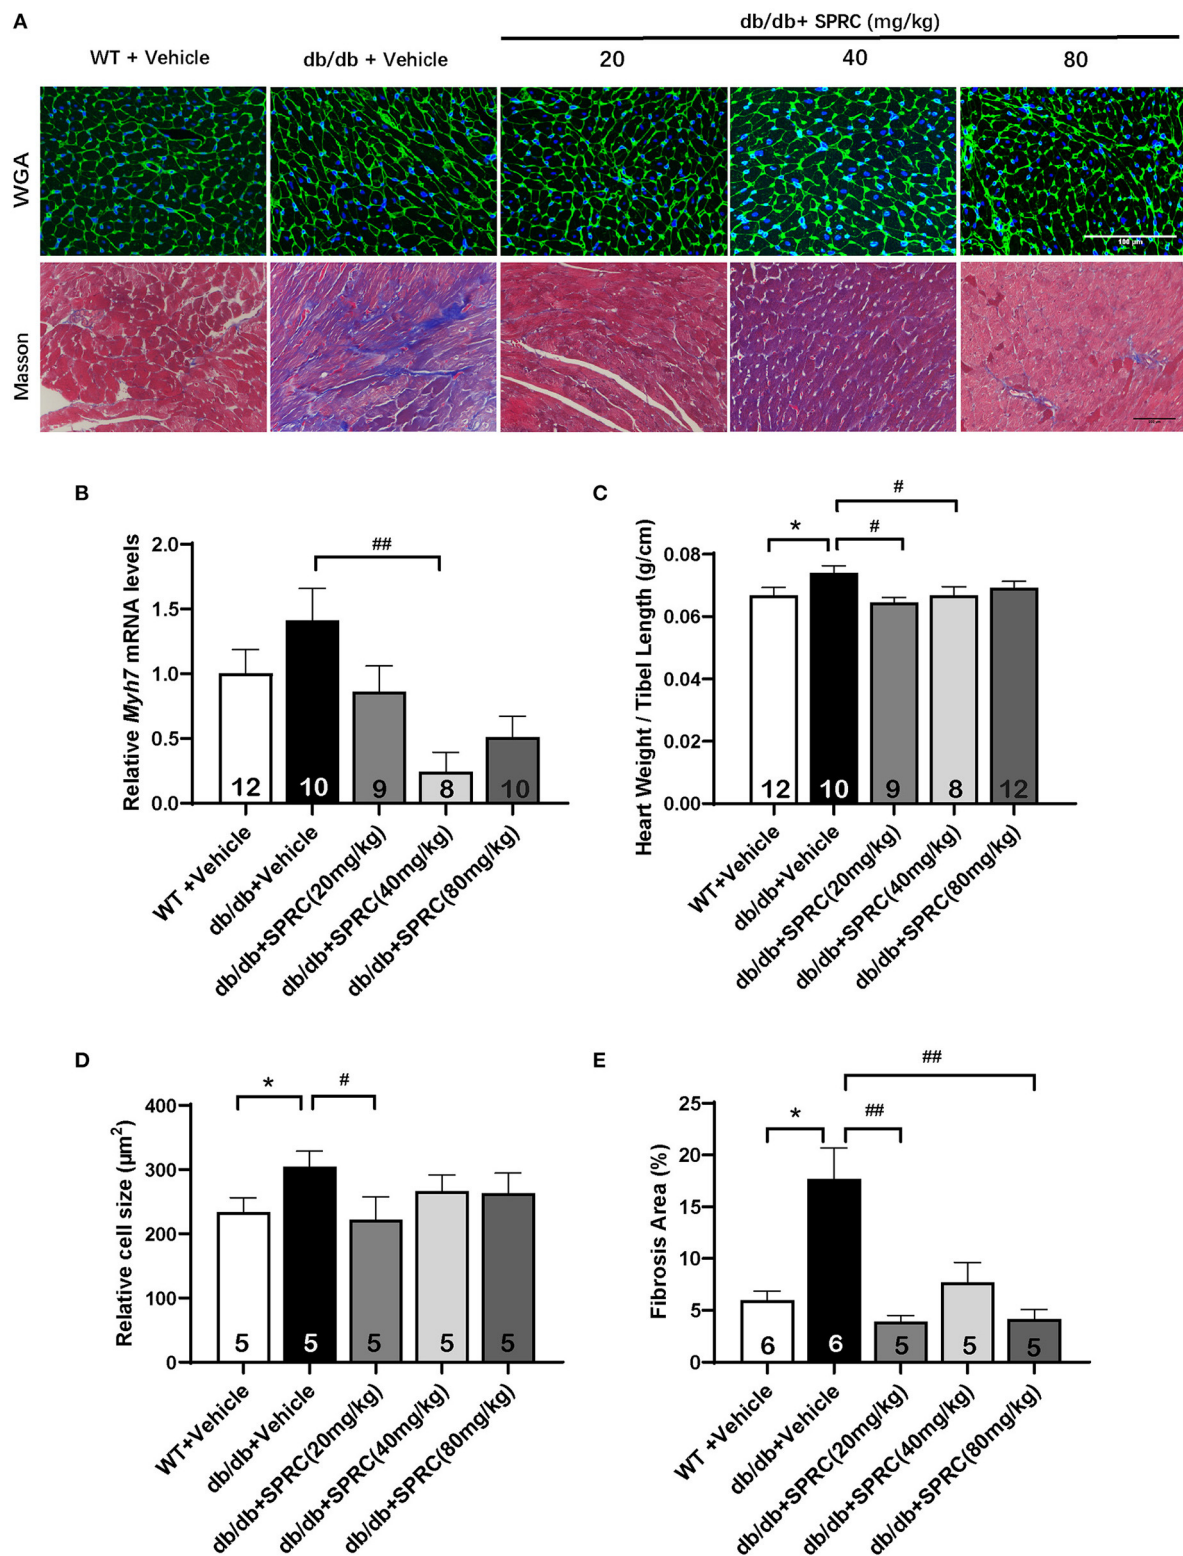 A
db/db+ SPRC (mg/kg)
WT + Vehicle
db/db + Vehicle
20
40
80
WGA
100 μm
Masson
B
Relative Myh7 mRNA levels
2.0
1.5
1.0
0.5
0.0
##
12
10
9
8
10
WT +Vehicle
db/db+Vehicle
db/db+SPRC(20mg/kg)
db/db+SPRC(40mg/kg)
db/db+SPRC(80mg/kg)
C
Heart Weight / Tibel Length (g/cm)
0.08
0.06
0.04
0.02
0.00
#
*
#
12
10
9
8
12
WT+Vehicle
db/db+Vehicle
db/db+SPRC(20mg/kg)
db/db+SPRC(40mg/kg)
db/db+SPRC(80mg/kg)
D
Relative cell size (μm²)
400
300
200
100
0
*
#
5
5
5
5
5
WT+Vehicle
db/db+Vehicle
db/db+SPRC(20mg/kg)
db/db+SPRC(40mg/kg)
db/db+SPRC(80mg/kg)
E
Fibrosis Area (%)
25
20
15
10
5
0
##
*
##
6
6
5
5
5
WT +Vehicle
db/db+Vehicle
db/db+SPRC(20mg/kg)
db/db+SPRC(40mg/kg)
db/db+SPRC(80mg/kg)